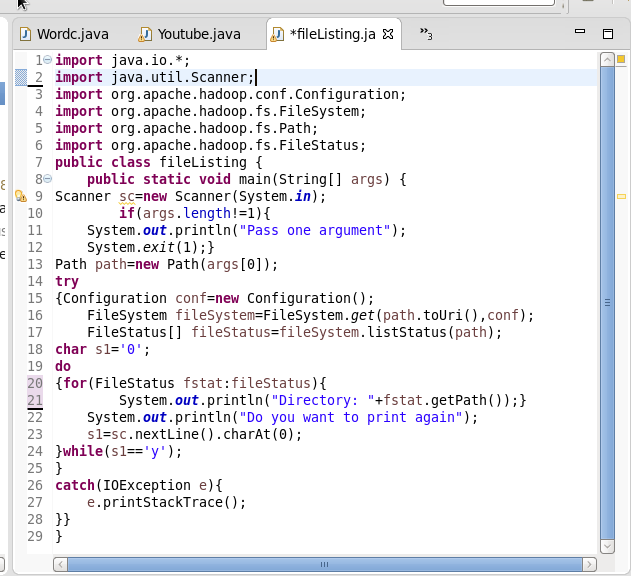 Wordc.java Youtube.java *fileListing.ja »3
1 import java.io.*;
2 import java.util.Scanner;
3 import org.apache.hadoop.conf.Configuration;
4 import org.apache.hadoop.fs.FileSystem;
5 import org.apache.hadoop.fs.Path;
6 import org.apache.hadoop.fs.FileStatus;
7 public class fileListing {
8     public static void main(String[] args) {
9 Scanner sc=new Scanner(System.in);
10         if(args.length!=1){
11     System.out.println("Pass one argument");
12     System.exit(1);}
13 Path path=new Path(args[0]);
14 try
15 {Configuration conf=new Configuration();
16     FileSystem fileSystem=FileSystem.get(path.toUri(),conf);
17     FileStatus[] fileStatus=fileSystem.listStatus(path);
18 char s1='0';
19 do
20 {for(FileStatus fstat:fileStatus){
21         System.out.println("Directory: "+fstat.getPath());}
22     System.out.println("Do you want to print again");
23     s1=sc.nextLine().charAt(0);
24 }while(s1=='y');
25 }
26 catch(IOException e){
27     e.printStackTrace();
28 }}
29 }